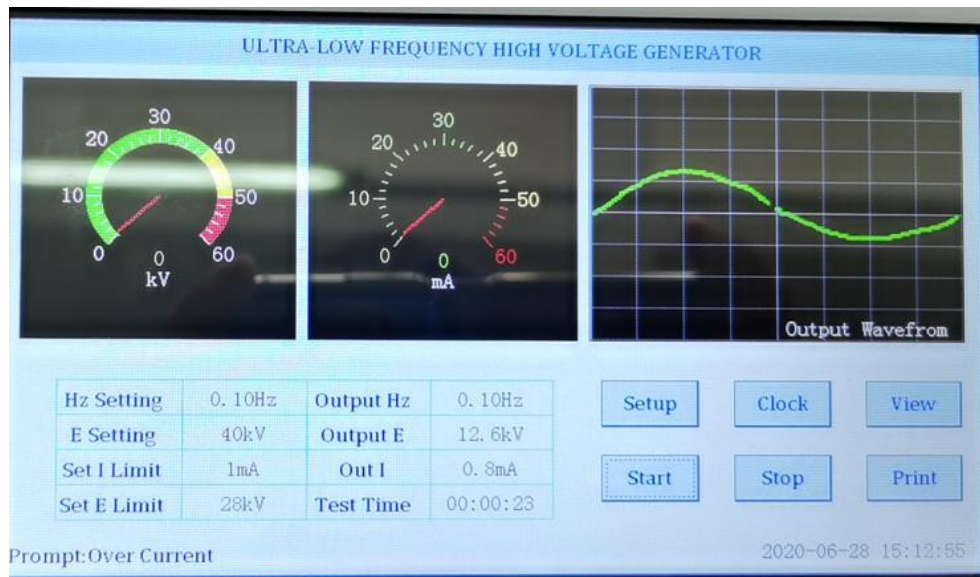 ULTRA-LOW FREQUENCY HIGH VOLTAGE GENERATOR
0 10 20 30 40 50 60
0
kV
0 10 20 30 40 50 60
0
mA
Output Wavefrom
Hz Setting 0.10Hz Output Hz 0.10Hz
E Setting 40kV Output E 12.6kV
Set I Limit 1mA Out I 0.8mA
Set E Limit 28kV Test Time 00:00:23
Setup Clock View
Start Stop Print
Prompt:Over Current
2020-06-28 15:12:55